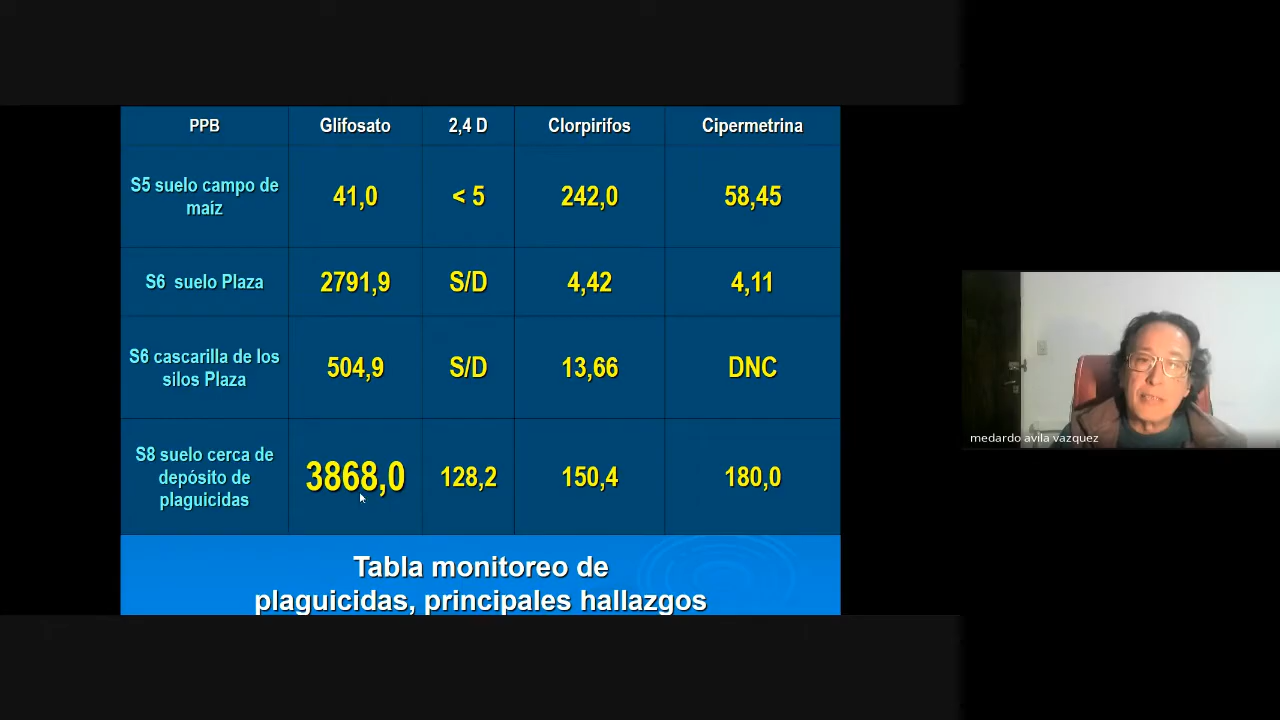 PPB Glifosato 2,4 D Clorpirifos Cipermetrina
S5 suelo campo de
maíz
41,0 < 5 242,0 58,45
S6 suelo Plaza 2791,9 S/D 4,42 4,11
S6 cascarilla de los
silos Plaza
504,9 S/D 13,66 DNC
S8 suelo cerca de
depósito de
plaguicidas
3868,0 128,2 150,4 180,0
Tabla monitoreo de
plaguicidas, principales hallazgos
medardo avila vazquez